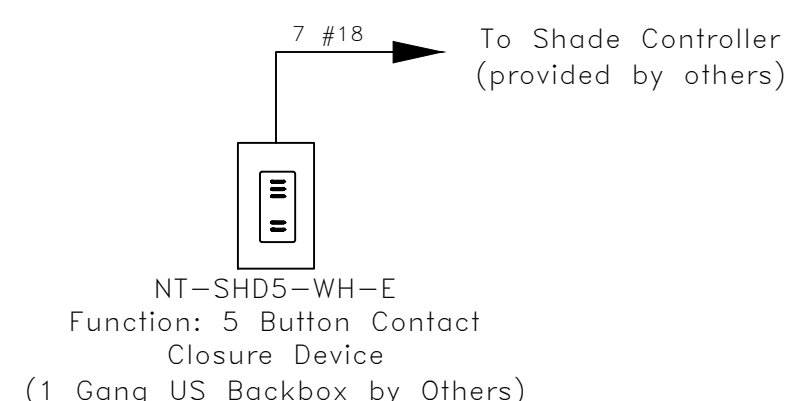 7 #18
To Shade Controller
(provided by others)
NT-SHD5-WH-E
Function: 5 Button Contact
Closure Device
(1 Gang US Backbox by Others)